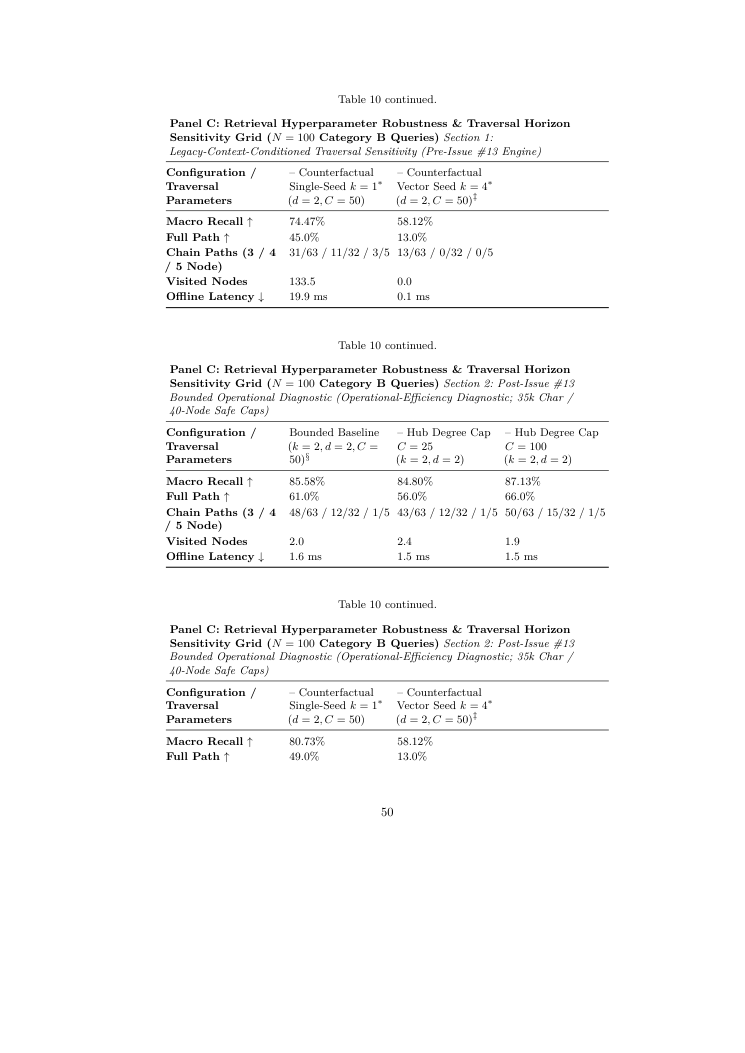 Table 10 continued.
Panel C: Retrieval Hyperparameter Robustness & Traversal Horizon
Sensitivity Grid (N = 100 Category B Queries) Section 1:
Legacy-Context-Conditioned Traversal Sensitivity (Pre-Issue #13 Engine)
Configuration / – Counterfactual – Counterfactual
Traversal Single-Seed k = 1* Vector Seed k = 4*
Parameters (d = 2, C = 50) (d = 2, C = 50)‡
Macro Recall ↑ 74.47% 58.12%
Full Path ↑ 45.0% 13.0%
Chain Paths (3 / 4 31/63 / 11/32 / 3/5 13/63 / 0/32 / 0/5
/ 5 Node)
Visited Nodes 133.5 0.0
Offline Latency ↓ 19.9 ms 0.1 ms
Table 10 continued.
Panel C: Retrieval Hyperparameter Robustness & Traversal Horizon
Sensitivity Grid (N = 100 Category B Queries) Section 2: Post-Issue #13
Bounded Operational Diagnostic (Operational-Efficiency Diagnostic; 35k Char /
40-Node Safe Caps)
Configuration / Bounded Baseline – Hub Degree Cap – Hub Degree Cap
Traversal (k = 2, d = 2, C = C = 25 C = 100
Parameters 50)§ (k = 2, d = 2) (k = 2, d = 2)
Macro Recall ↑ 85.58% 84.80% 87.13%
Full Path ↑ 61.0% 56.0% 66.0%
Chain Paths (3 / 4 48/63 / 12/32 / 1/5 43/63 / 12/32 / 1/5 50/63 / 15/32 / 1/5
/ 5 Node)
Visited Nodes 2.0 2.4 1.9
Offline Latency ↓ 1.6 ms 1.5 ms 1.5 ms
Table 10 continued.
Panel C: Retrieval Hyperparameter Robustness & Traversal Horizon
Sensitivity Grid (N = 100 Category B Queries) Section 2: Post-Issue #13
Bounded Operational Diagnostic (Operational-Efficiency Diagnostic; 35k Char /
40-Node Safe Caps)
Configuration / – Counterfactual – Counterfactual
Traversal Single-Seed k = 1* Vector Seed k = 4*
Parameters (d = 2, C = 50) (d = 2, C = 50)‡
Macro Recall ↑ 80.73% 58.12%
Full Path ↑ 49.0% 13.0%
50